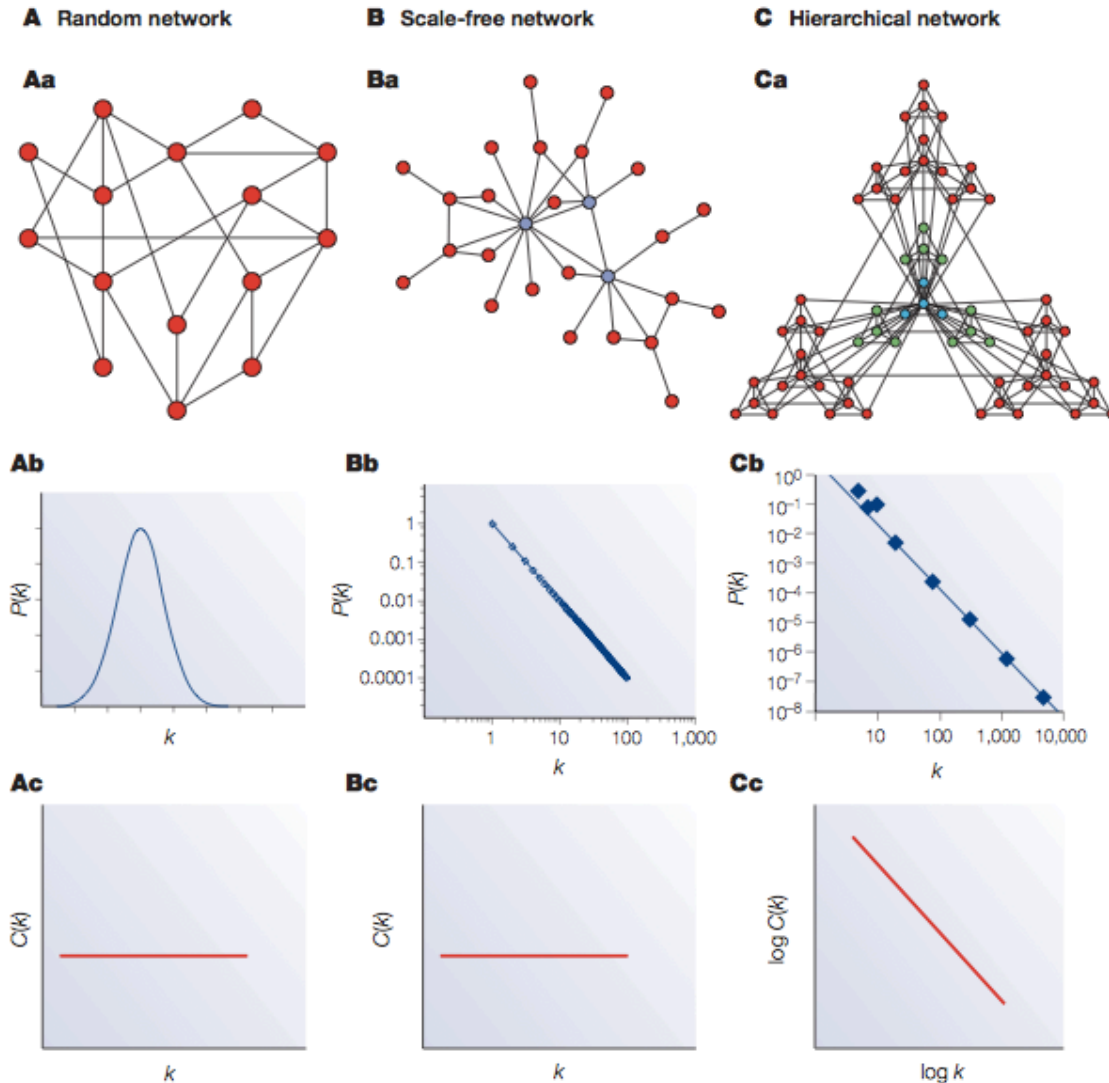 A Random network
B Scale-free network
C Hierarchical network
Aa
Ba
Ca
Ab
P(k)
k
Bb
1
0.1
0.01
0.001
0.0001
P(k)
1
10
100
1,000
k
Cb
10⁰
10⁻¹
10⁻²
10⁻³
10⁻⁴
10⁻⁵
10⁻⁶
10⁻⁷
10⁻⁸
P(k)
10
100
1,000
10,000
k
Ac
C(k)
k
Bc
C(k)
k
Cc
log C(k)
log k